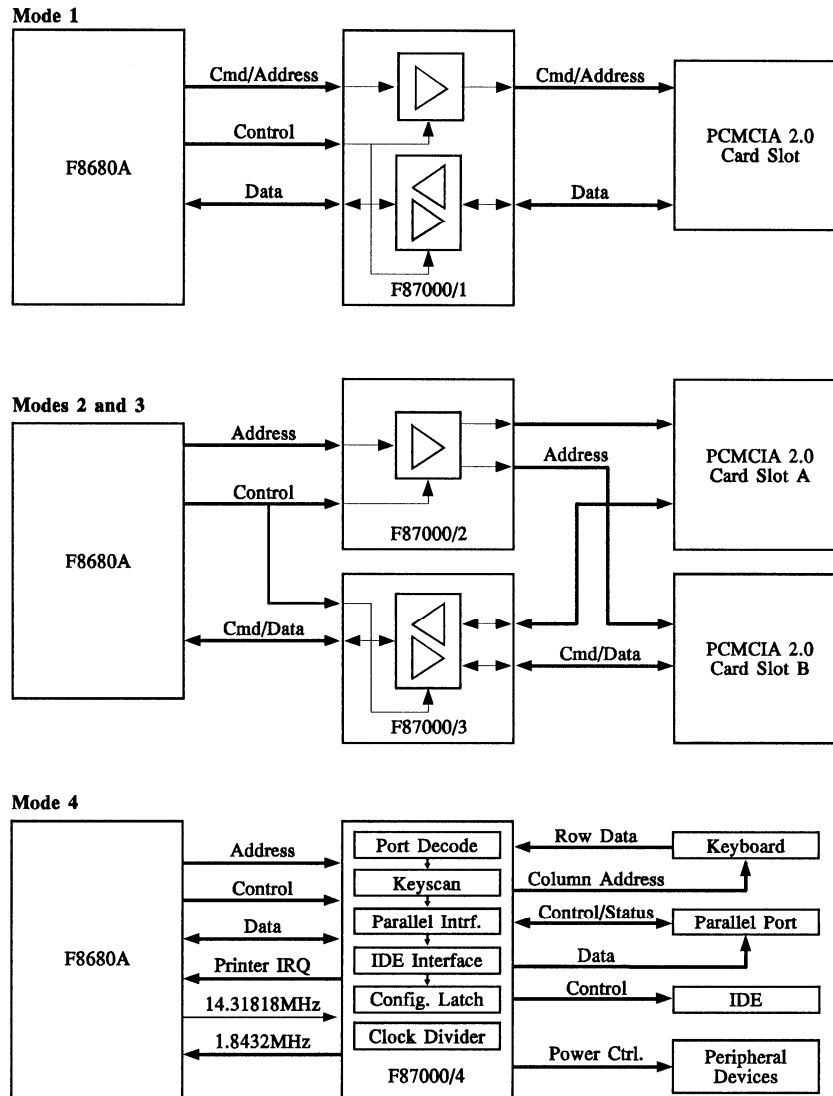 Mode 1
F8680A
Cmd/Address
Control
Data
F87000/1
Cmd/Address
Data
PCMCIA 2.0
Card Slot
Modes 2 and 3
F8680A
Address
Control
Cmd/Data
F87000/2
F87000/3
Address
Cmd/Data
PCMCIA 2.0
Card Slot A
PCMCIA 2.0
Card Slot B
Mode 4
F8680A
Address
Control
Data
Printer IRQ
14.31818MHz
1.8432MHz
Port Decode
Keyscan
Parallel Intrf.
IDE Interface
Config. Latch
Clock Divider
F87000/4
Row Data
Column Address
Control/Status
Data
Control
Power Ctrl.
Keyboard
Parallel Port
IDE
Peripheral
Devices